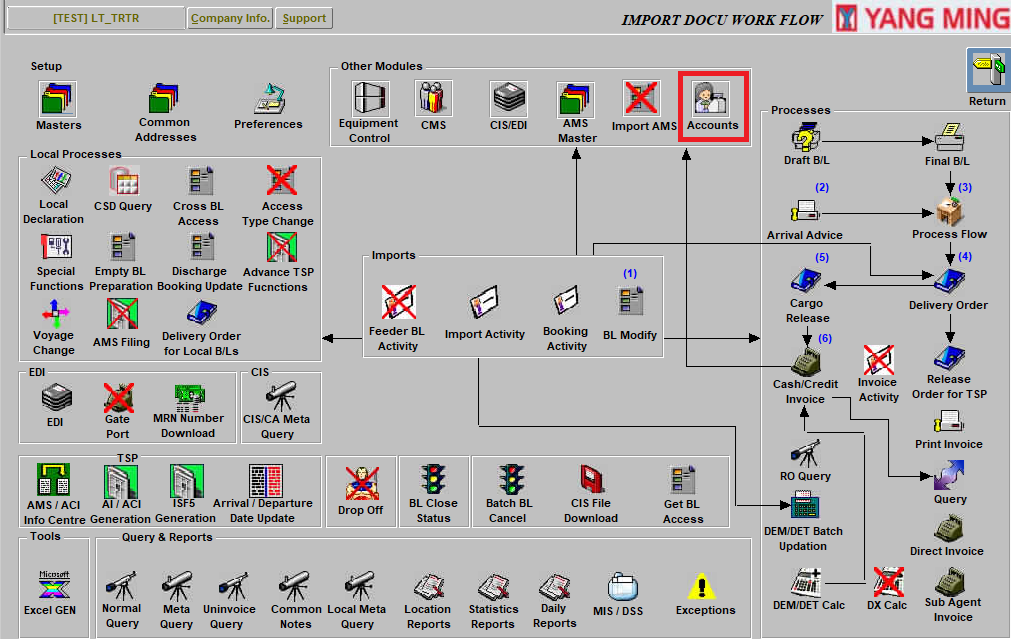 [TEST] LT_TRTR
Company Info.
Support
IMPORT DOCU WORK FLOW
YANG MING
Return
Setup
Masters
Common
Addresses
Preferences
Other Modules
Equipment
Control
CMS
CIS/EDI
AMS
Master
Import AMS
Accounts
Local Processes
Local
Declaration
CSD Query
Cross BL
Access
Access
Type Change
Special
Functions
Empty BL
Preparation
Discharge
Booking Update
Advance TSP
Fucnctions
Voyage
Change
AMS Filing
Delivery Order
for Local B/Ls
Imports
Feeder BL
Activity
Import Activity
Booking
Activity
(1)
BL Modify
Processes
Draft B/L
Final B/L
(2)
Arrival Advice
(3)
Process Flow
(5)
Cargo
Release
(4)
Delivery Order
(6)
Cash/Credit
Invoice
Invoice
Activity
Release
Order for TSP
Print Invoice
RO Query
Query
DEM/DET Batch
Updation
Direct Invoice
DEM/DET Calc
DX Calc
Sub Agent
Invoice
EDI
EDI
Gate
Port
MRN Number
Download
CIS
CIS/CA Meta
Query
TSP
AMS / ACI
Info Centre
AI / ACI
Generation
ISF5
Generation
Arrival / Departure
Date Update
Drop Off
BL Close
Status
Batch BL
Cancel
CIS File
Download
Get BL
Access
Tools
Microsoft
Excel GEN
Query & Reports
Normal
Query
Meta
Query
Uninvoice
Query
Common
Notes
Local Meta
Query
Location
Reports
Statistics
Reports
Daily
Reports
MIS / DSS
Exceptions